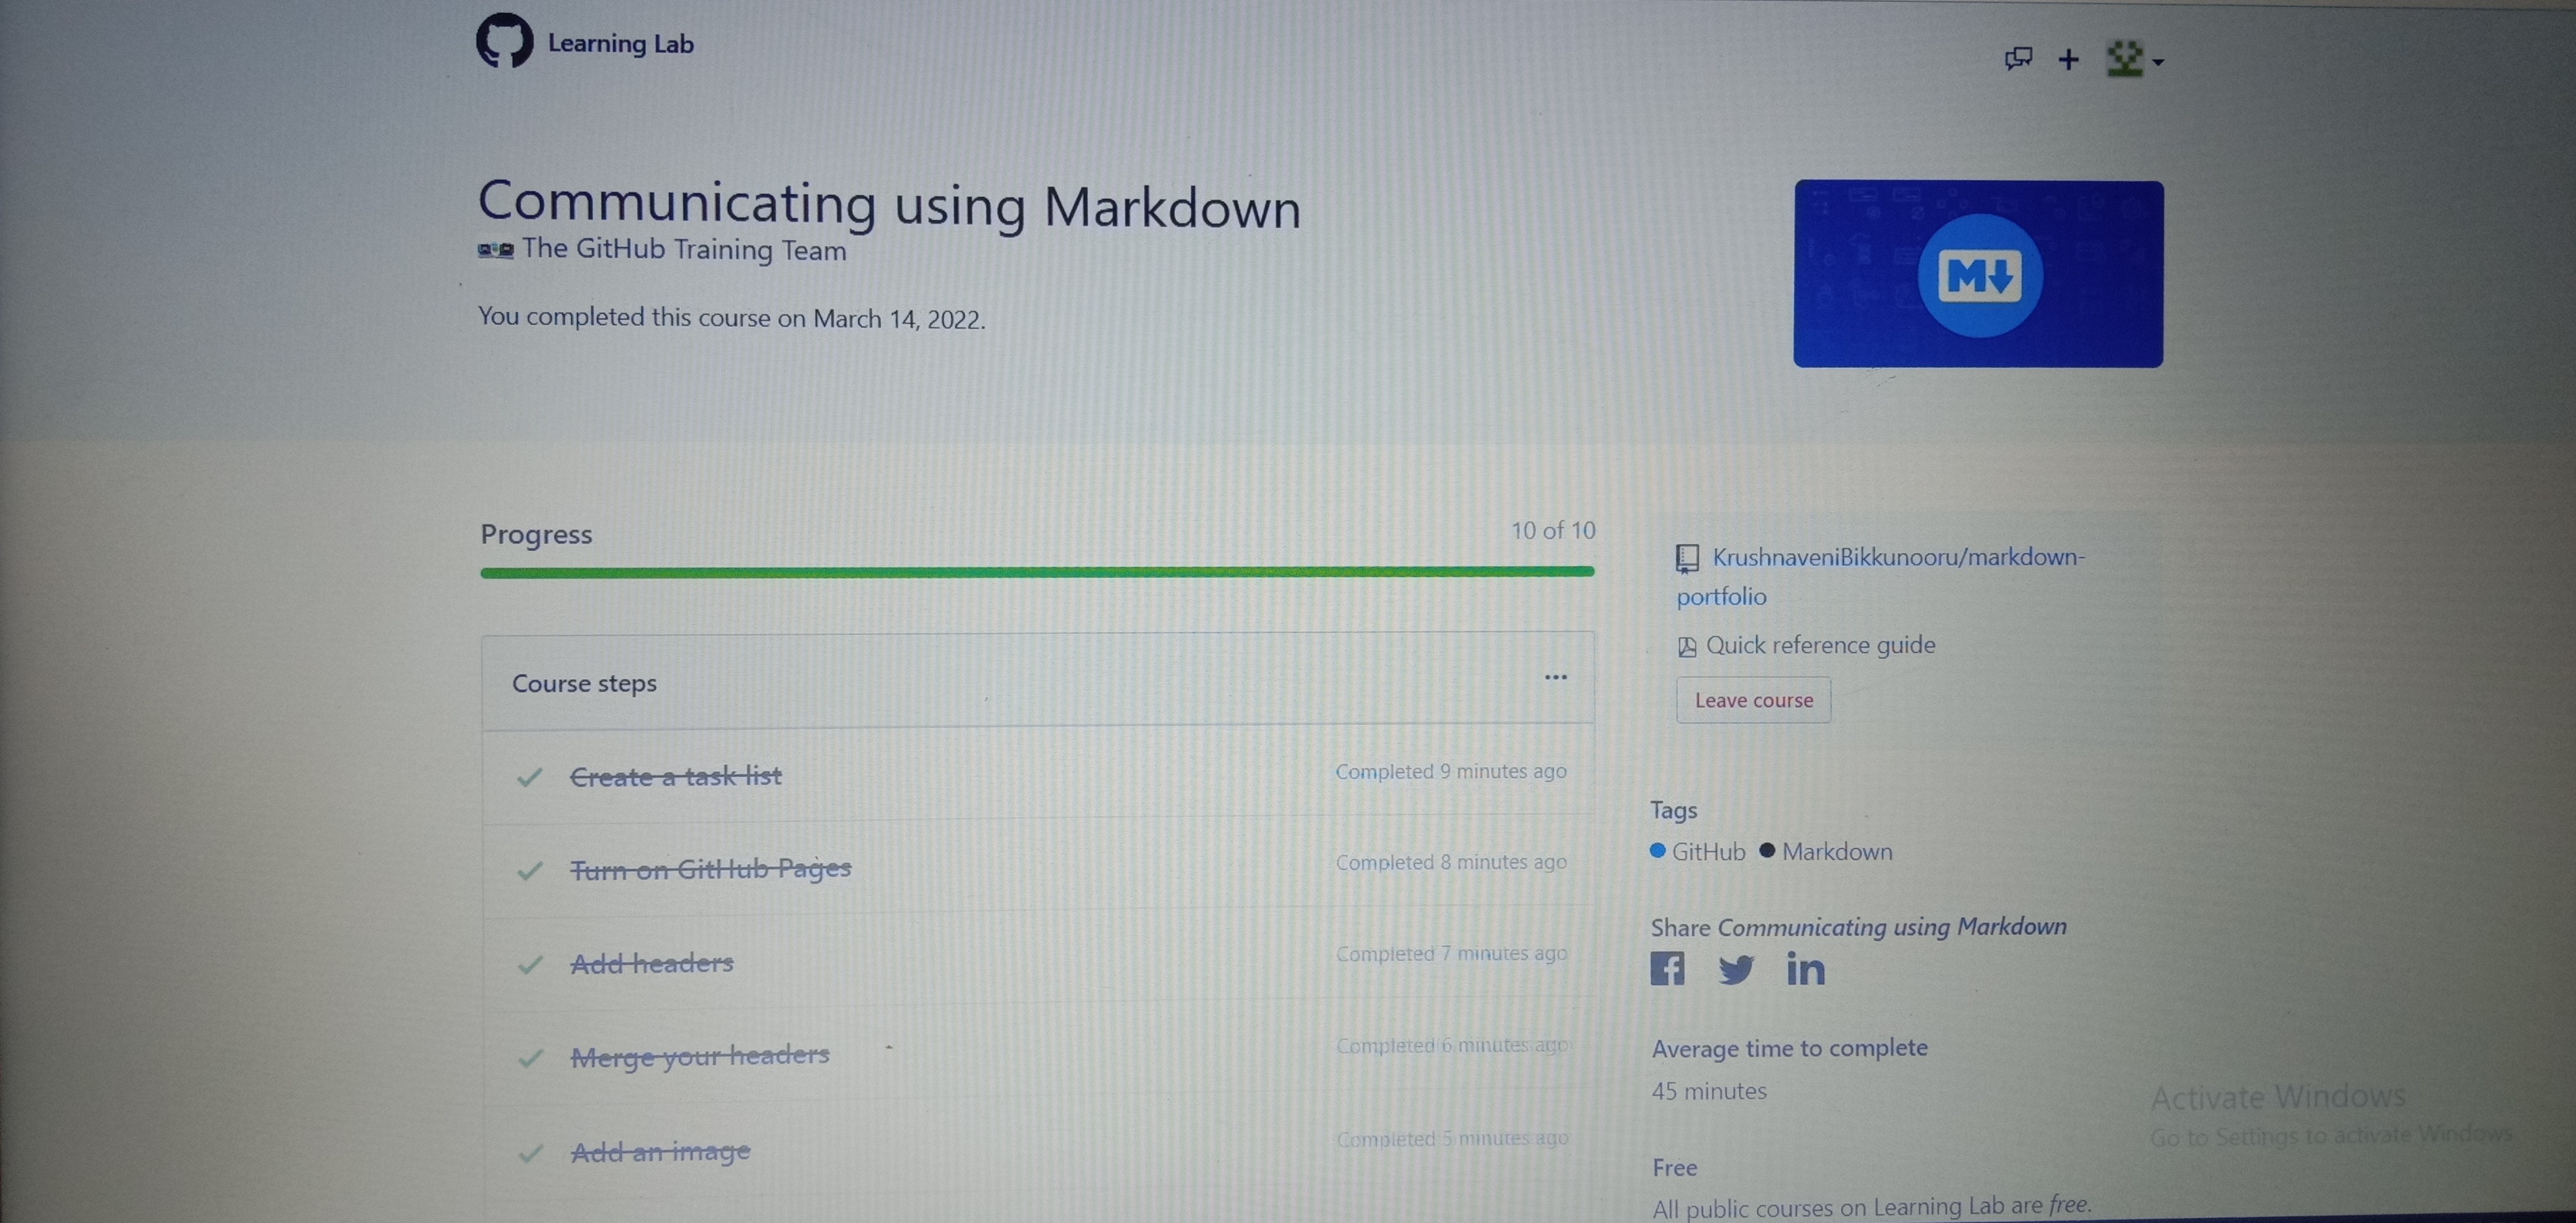 Learning Lab
Communicating using Markdown
The GitHub Training Team
You completed this course on March 14, 2022.
M
Progress
10 of 10
Course steps
Create a task list
Completed 9 minutes ago
Turn on GitHub Pages
Completed 8 minutes ago
Add headers
Completed 7 minutes ago
Merge your headers
Completed 6 minutes ago
Add an image
Completed 5 minutes ago
KrushnaveniBikkunooru/markdown-
portfolio
Quick reference guide
Leave course
Tags
GitHub Markdown
Share Communicating using Markdown
Average time to complete
45 minutes
Free
All public courses on Learning Lab are free.
Activate Windows
Go to Settings to activate Windows.